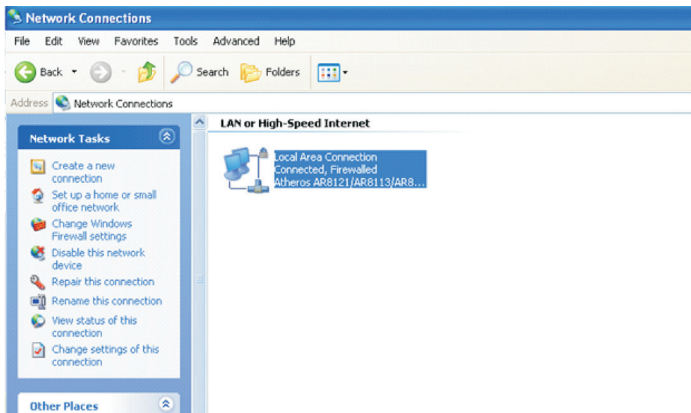 Network Connections
File Edit View Favorites Tools Advanced Help
Back Search Folders
Address Network Connections
Network Tasks
Create a new
connection
Set up a home or small
office network
Change Windows
Firewall settings
Disable this network
device
Repair this connection
Rename this connection
View status of this
connection
Change settings of this
connection
Other Places
LAN or High-Speed Internet
Local Area Connection
Connected, Firewalled
Atheros AR8121/AR8113/AR8...